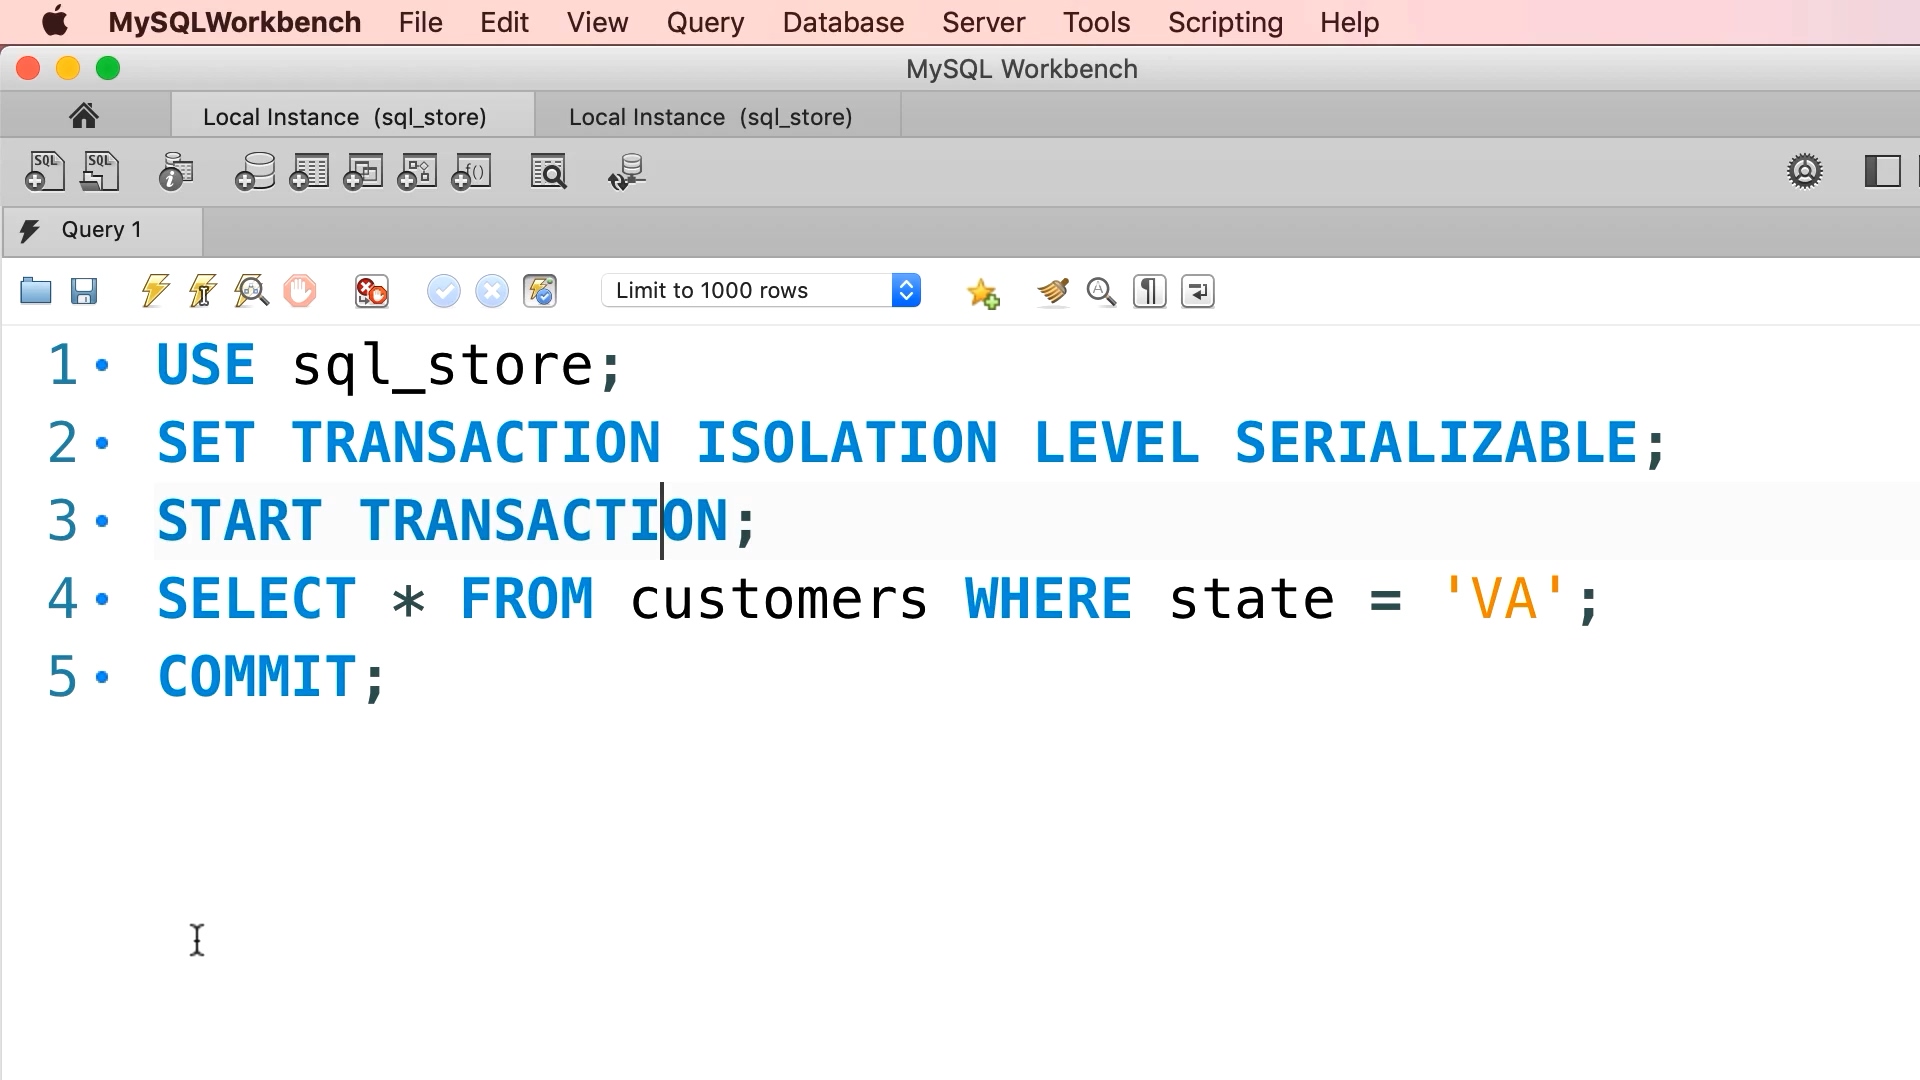 MySQLWorkbench File Edit View Query Database Server Tools Scripting Help
MySQL Workbench
Local Instance (sql_store) Local Instance (sql_store)
SQL SQL i f()
Query 1
Limit to 1000 rows
1 USE sql_store;
2 SET TRANSACTION ISOLATION LEVEL SERIALIZABLE;
3 START TRANSACTION;
4 SELECT * FROM customers WHERE state = 'VA';
5 COMMIT;